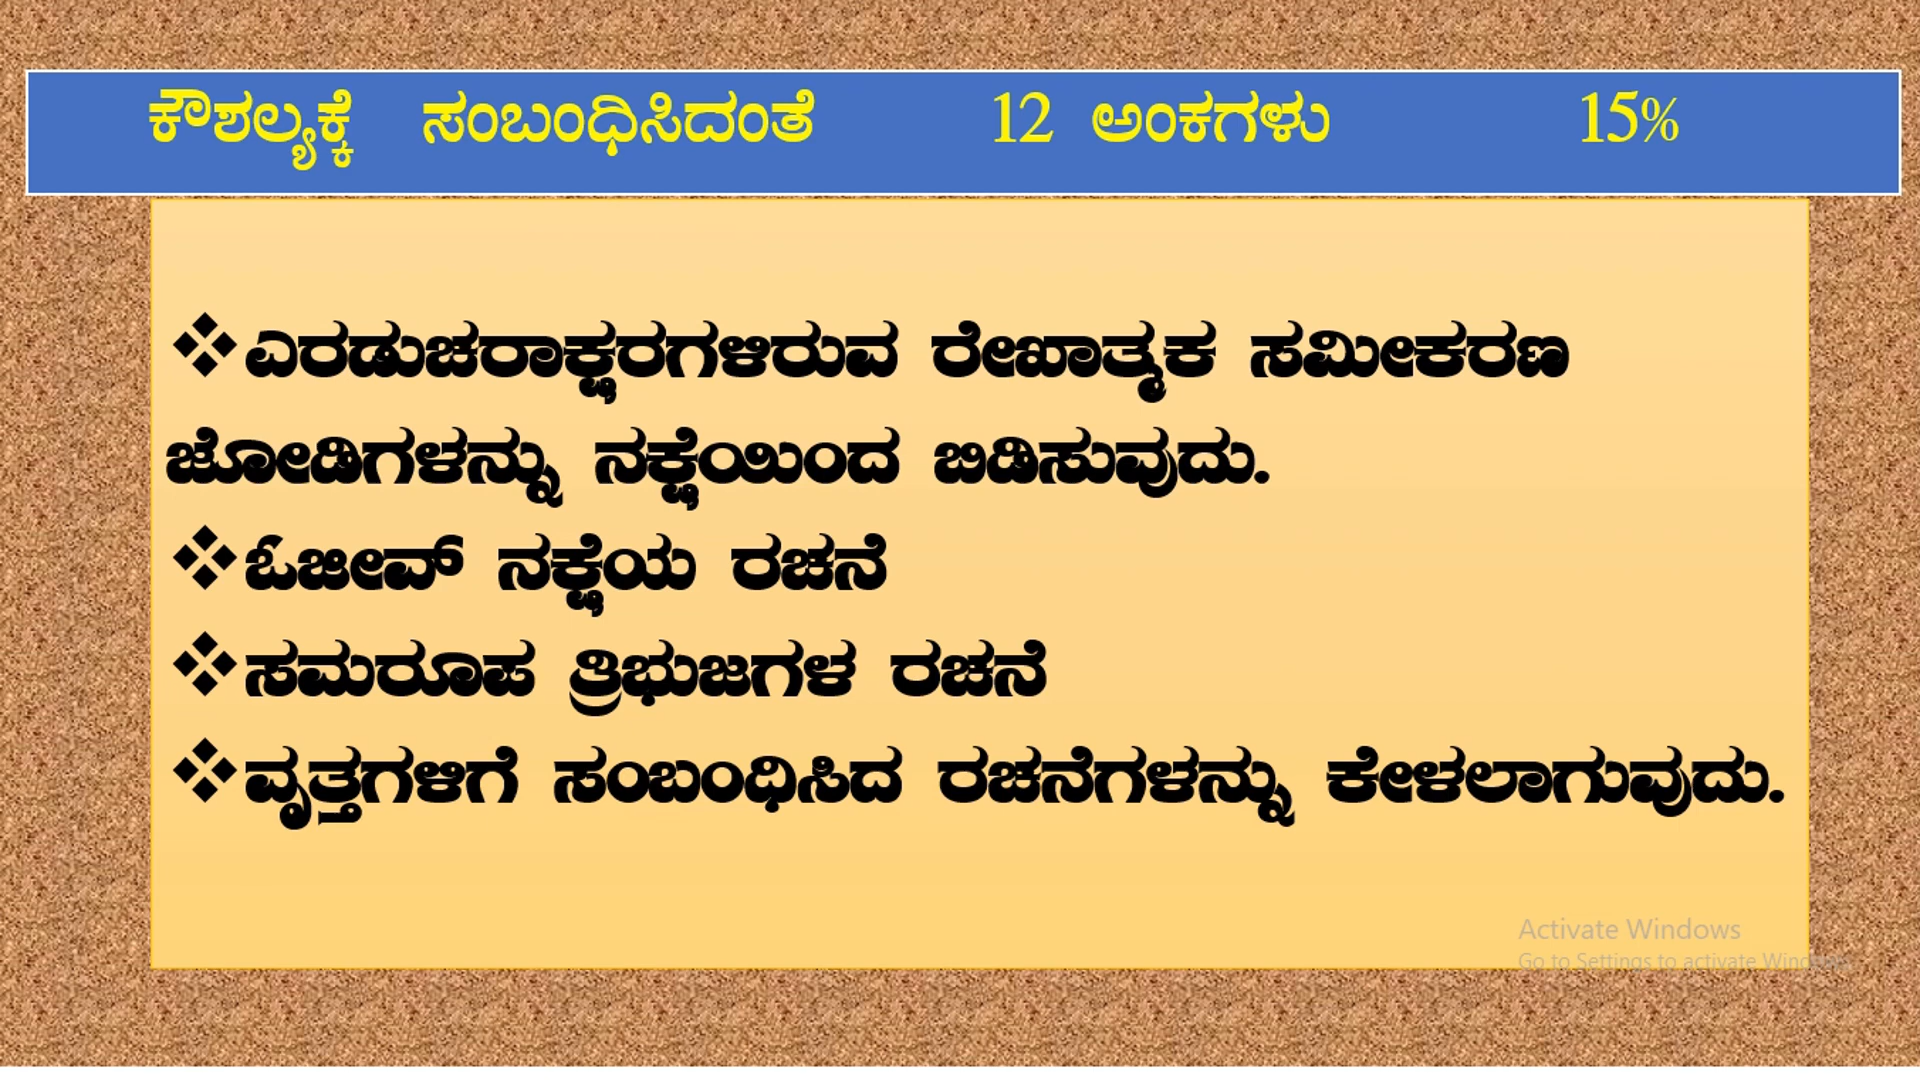 ಕೌಶಲ್ಯಕ್ಕೆ ಸಂಬಂಧಿಸಿದಂತೆ 12 ಅಂಕಗಳು 15%
❖ಎರಡುಚರಾಕ್ಷರಗಳಿರುವ ರೇಖಾತ್ಮಕ ಸಮೀಕರಣ
ಜೋಡಿಗಳನ್ನು ನಕ್ಷೆಯಿಂದ ಬಿಡಿಸುವುದು.
❖ಓಜೀವ್ ನಕ್ಷೆಯ ರಚನೆ
❖ಸಮರೂಪ ತ್ರಿಭುಜಗಳ ರಚನೆ
❖ವೃತ್ತಗಳಿಗೆ ಸಂಬಂಧಿಸಿದ ರಚನೆಗಳನ್ನು ಕೇಳಲಾಗುವುದು.
Activate Windows
Go to Settings to activate Windows.